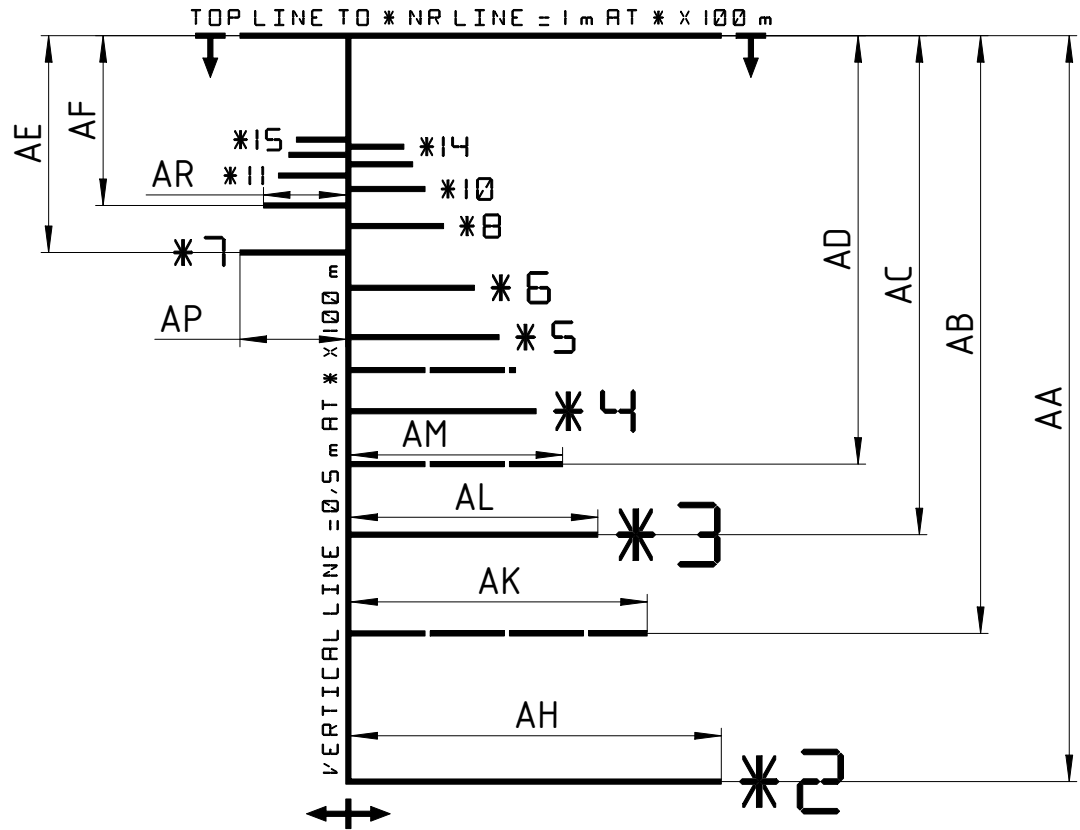 TOP LINE TO * NR LINE = 1 m AT * X 100 m
AE
AF
*15
*14
*11
AR
*10
*8
*7
AD
AC
AB
AA
*6
AP
*5
*4
AM
AL
*3
AK
AH
*2
VERTICAL LINE = 0,5 m AT * X 100 m